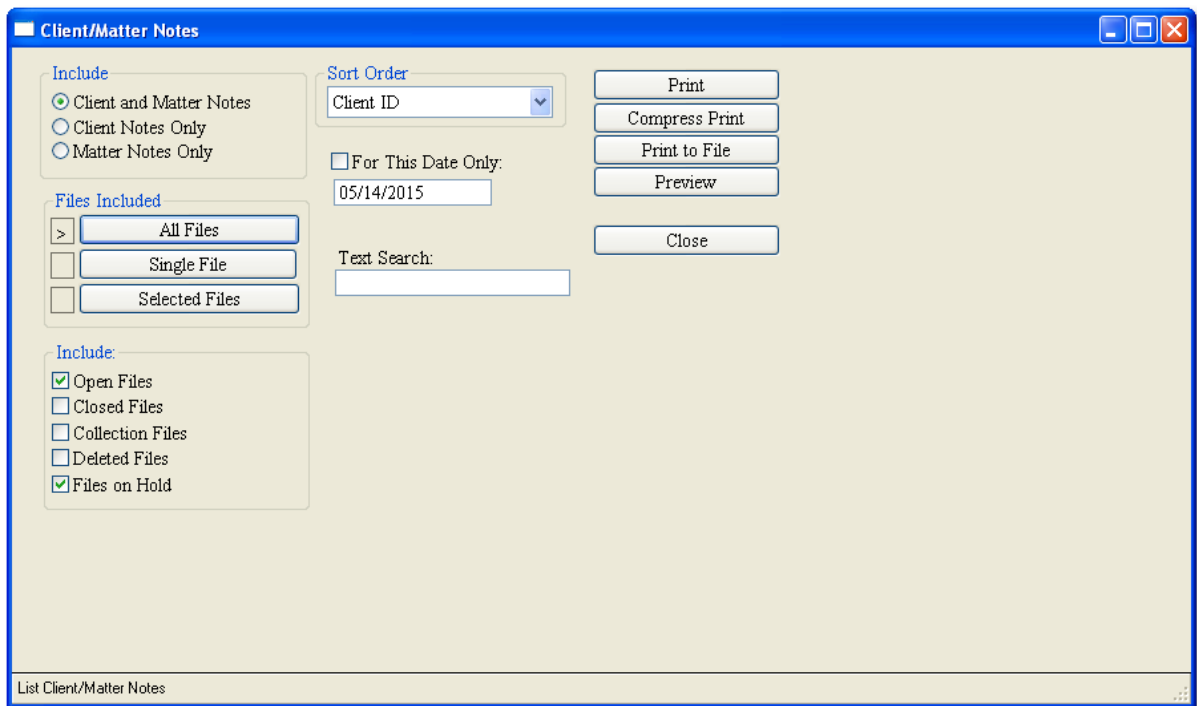 Client/Matter Notes
Include
Client and Matter Notes
Client Notes Only
Matter Notes Only
Files Included
> All Files
Single File
Selected Files
Include:
Open Files
Closed Files
Collection Files
Deleted Files
Files on Hold
Sort Order
Client ID
For This Date Only:
05/14/2015
Text Search:
Print
Compress Print
Print to File
Preview
Close
List Client/Matter Notes